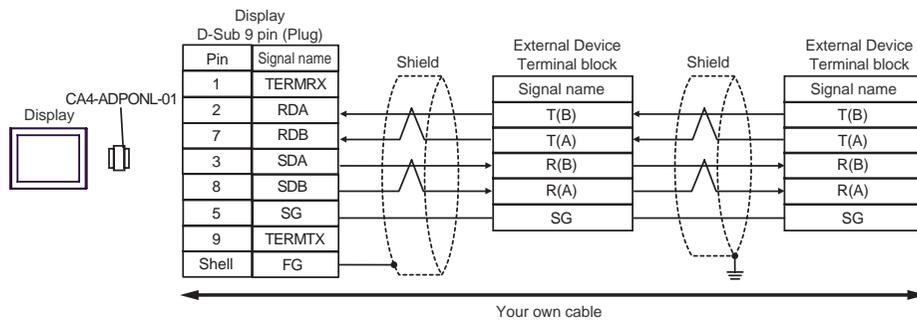 Display
D-Sub 9 pin (Plug)
Pin Signal name
1 TERMRX
2 RDA
7 RDB
3 SDA
8 SDB
5 SG
9 TERMTX
Shell FG
CA4-ADPONL-01
Display
Shield
External Device
Terminal block
Signal name
T(B)
T(A)
R(B)
R(A)
SG
Shield
External Device
Terminal block
Signal name
T(B)
T(A)
R(B)
R(A)
SG
Your own cable